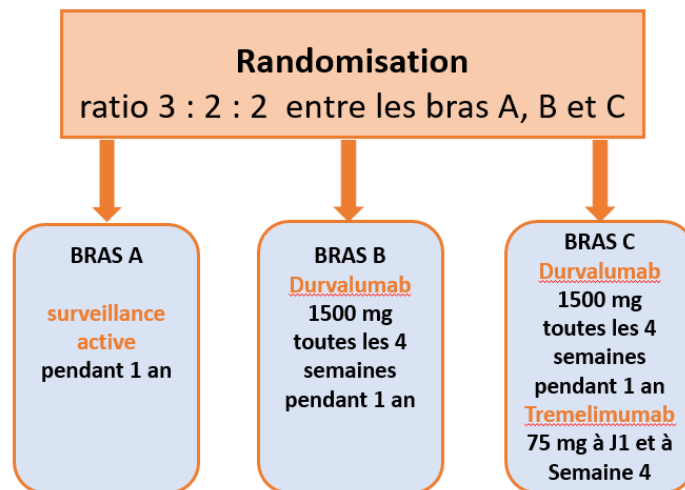 Randomisation
ratio 3 : 2 : 2 entre les bras A, B et C
BRAS A
surveillance
active
pendant 1 an
BRAS B
Durvalumab
1500 mg
toutes les 4
semaines
pendant 1 an
BRAS C
Durvalumab
1500 mg
toutes les 4
semaines
pendant 1 an
Tremelimumab
75 mg à J1 et à
Semaine 4